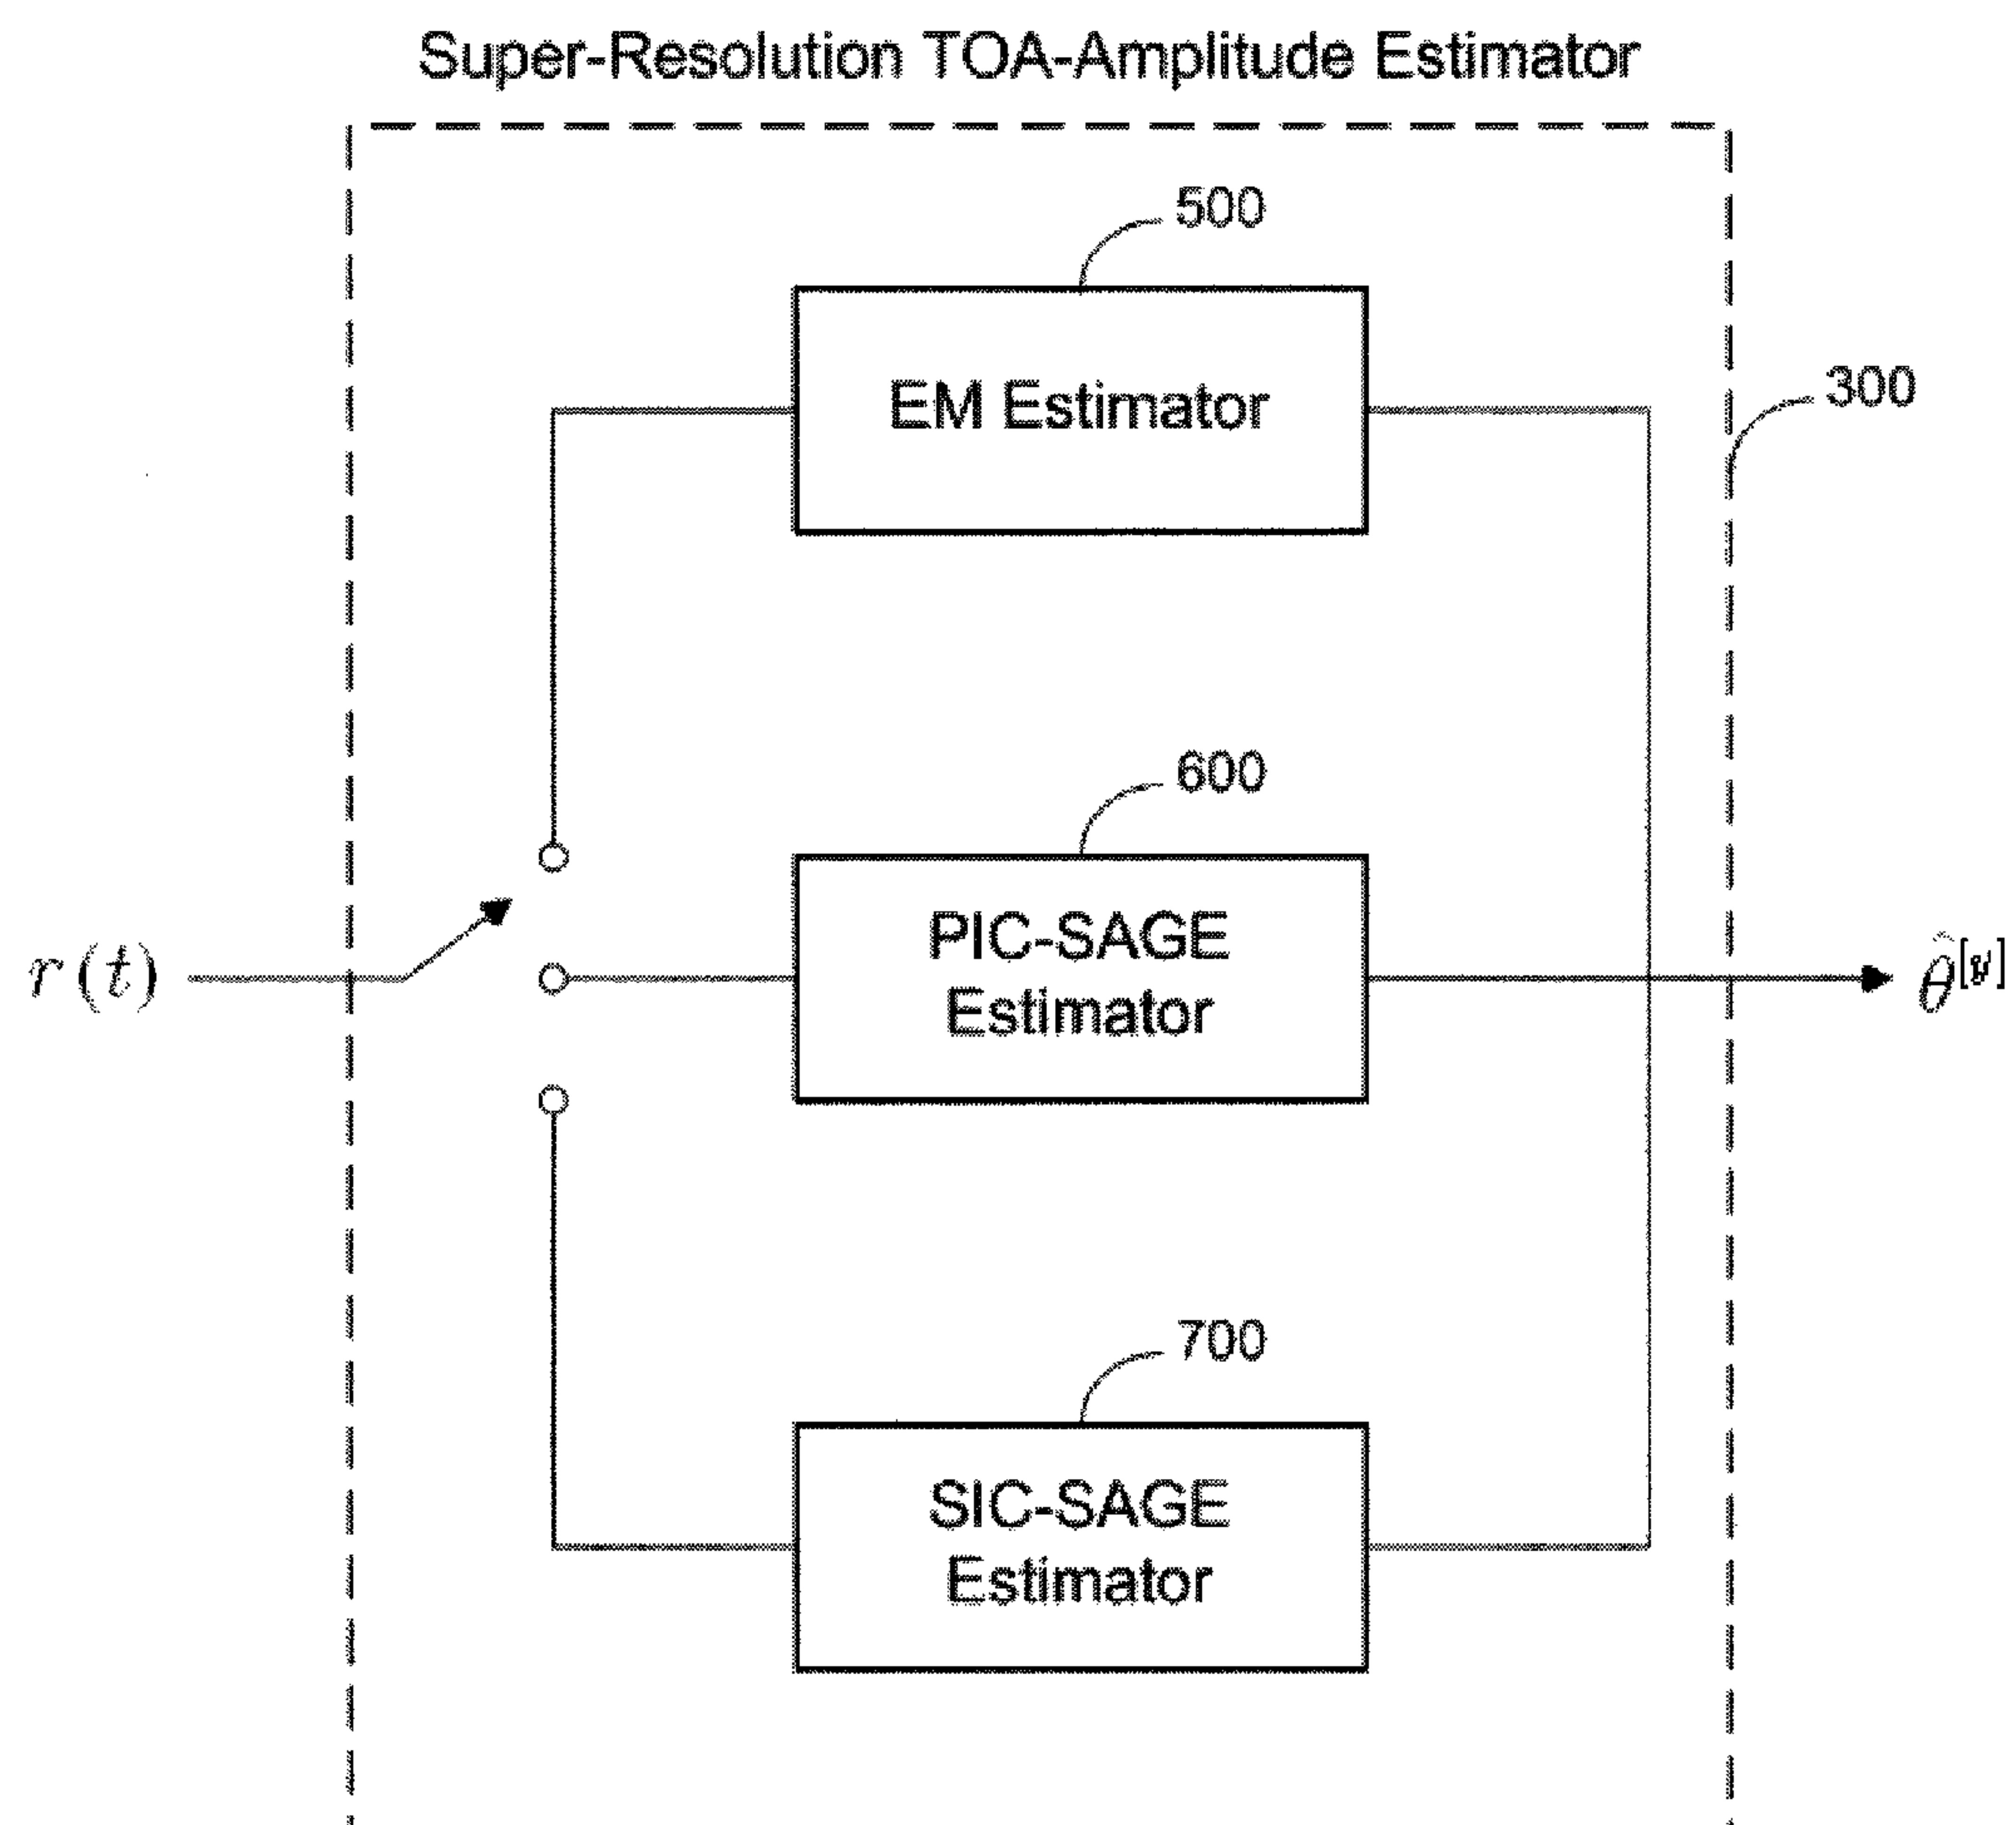 Super-Resolution TOA-Amplitude Estimator
500
EM Estimator
300
600
PIC-SAGE
Estimator
r (t)
700
SIC-SAGE
Estimator